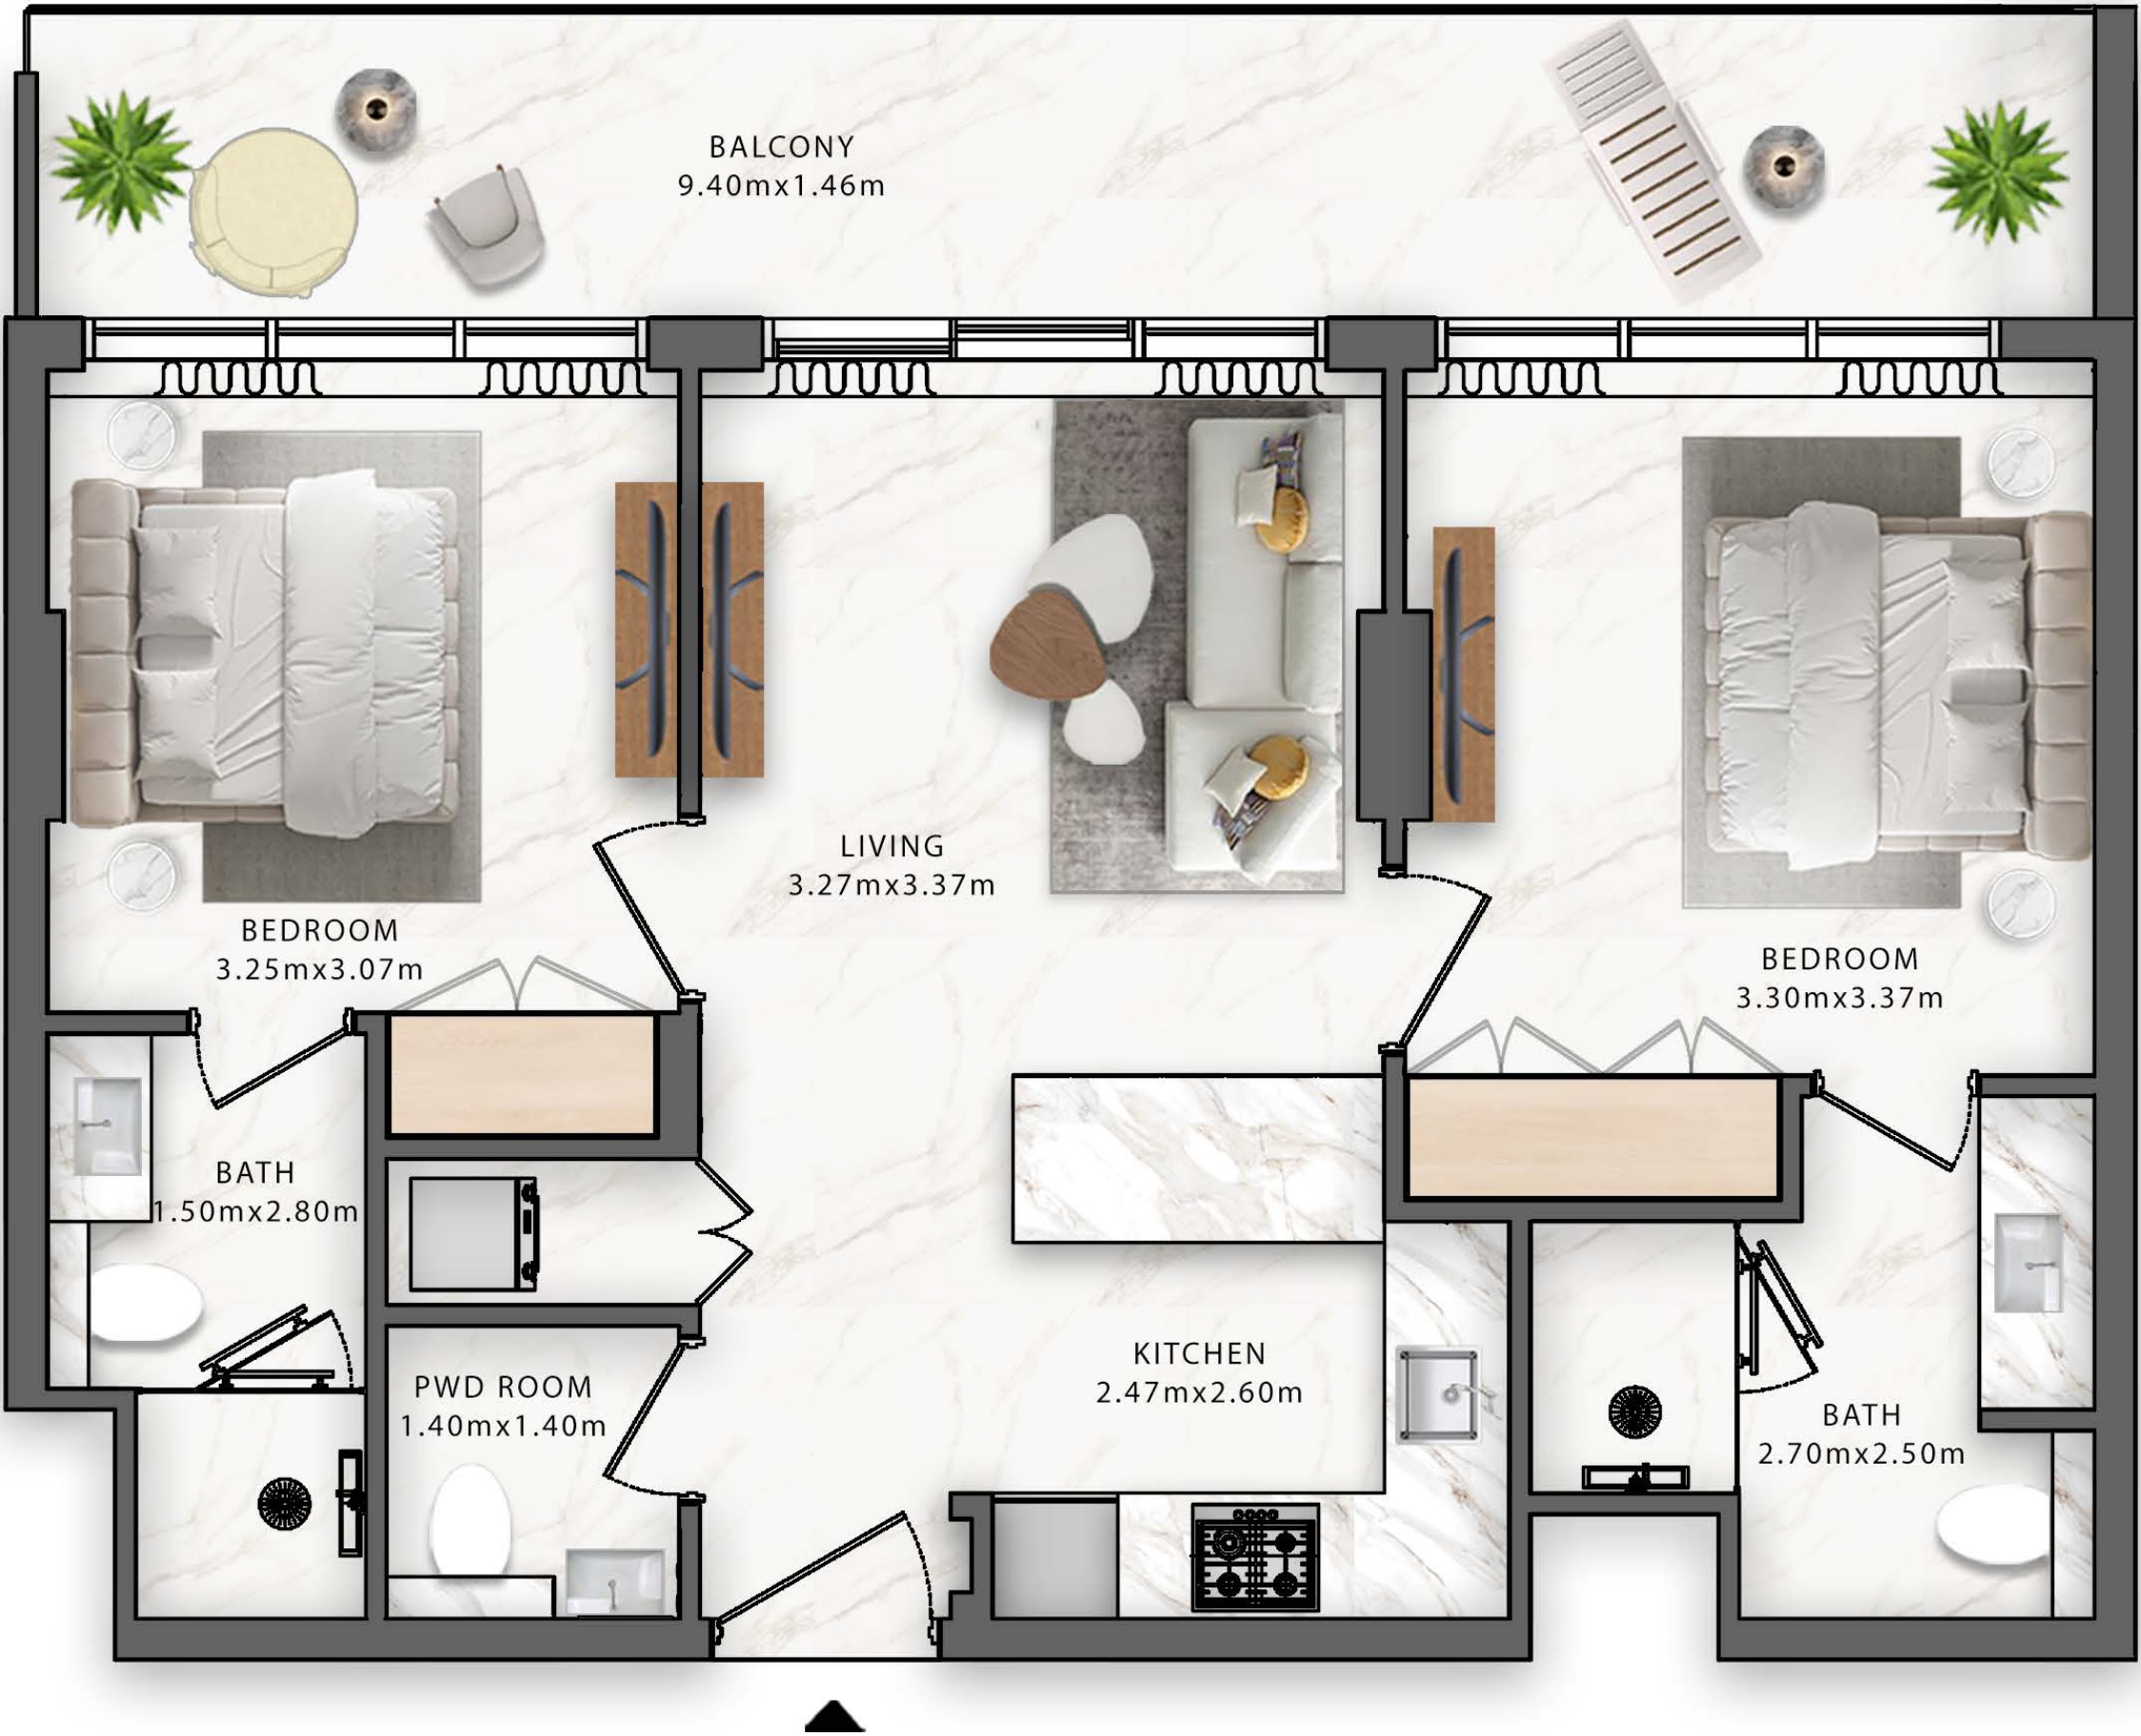 BALCONY
9.40mx1.46m
LIVING
3.27mx3.37m
BEDROOM
3.25mx3.07m
BEDROOM
3.30mx3.37m
BATH
1.50mx2.80m
KITCHEN
2.47mx2.60m
PWD ROOM
1.40mx1.40m
BATH
2.70mx2.50m